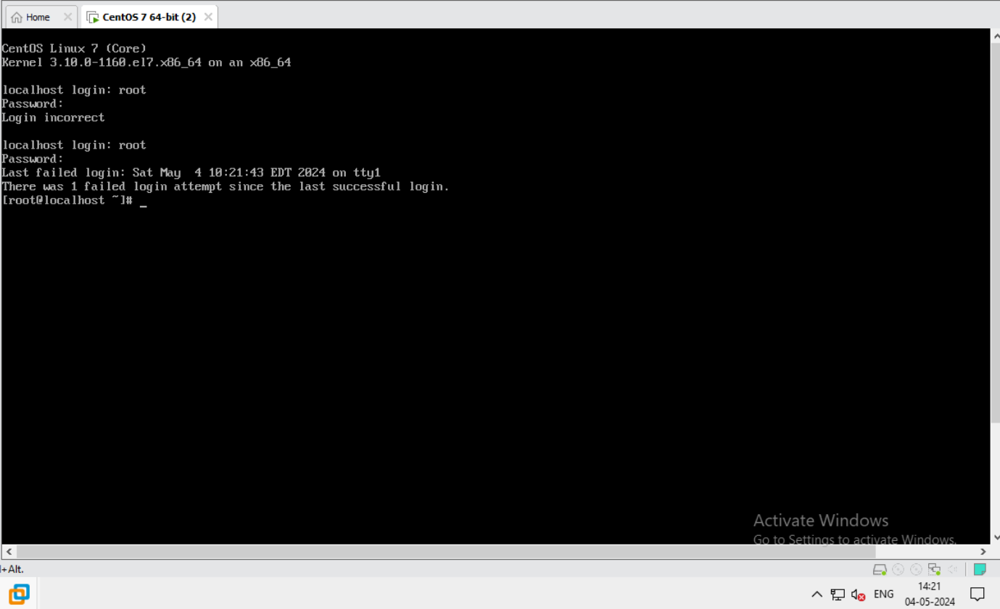 Home
CentOS 7 64-bit (2)
CentOS Linux 7 (Core)
Kernel 3.10.0-1160.el7.x86_64 on an x86_64
localhost login: root
Password:
Login incorrect
localhost login: root
Password:
Last failed login: Sat May  4 10:21:43 EDT 2024 on tty1
There was 1 failed login attempt since the last successful login.
[root@localhost ~]# _
Activate Windows
Go to Settings to activate Windows.
l+Alt.
ENG
14:21
04-05-2024